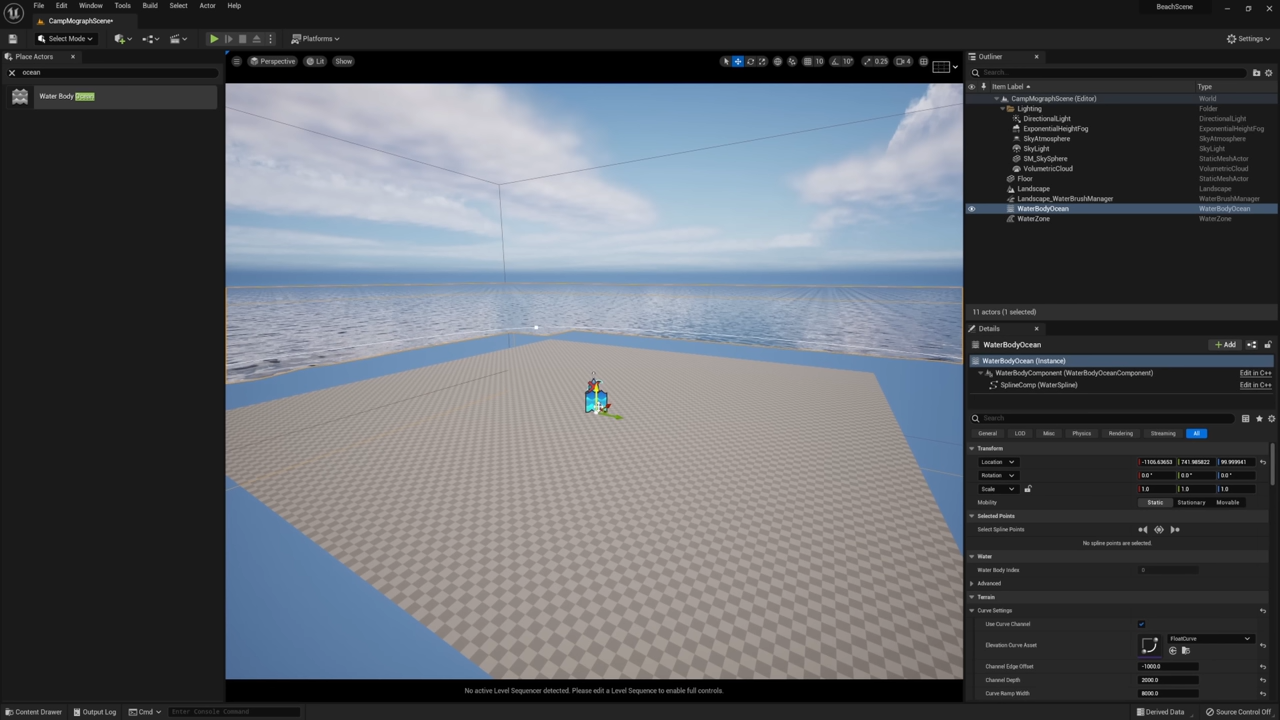 File Edit Window Tools Build Select Actor Help
BeachScene
CampMographScene*
Select Mode
Platforms
Settings
Place Actors
ocean
Water Body Ocean
Perspective Lit Show
10 10° 0.25 4
No active Level Sequencer detected. Please edit a Level Sequence to enable full controls.
Outliner
Search...
Item Label Type
CampMographScene (Editor) World
Lighting Folder
DirectionalLight DirectionalLight
ExponentialHeightFog ExponentialHeightFog
SkyAtmosphere SkyAtmosphere
SkyLight SkyLight
SM_SkySphere StaticMeshActor
VolumetricCloud VolumetricCloud
Floor StaticMeshActor
Landscape Landscape
Landscape_WaterBrushManager WaterBrushManager
WaterBodyOcean WaterBodyOcean
WaterZone WaterZone
11 actors (1 selected)
Details
WaterBodyOcean
+ Add
WaterBodyOcean (Instance)
WaterBodyComponent (WaterBodyOceanComponent) Edit in C++
SplineComp (WaterSpline) Edit in C++
Search
General LOD Misc Physics Rendering Streaming All
Transform
Location -1106.63653 741.985822 99.999941
Rotation 0.0 ° 0.0 ° 0.0 °
Scale 1.0 1.0 1.0
Mobility Static Stationary Movable
Selected Points
Select Spline Points
No spline points are selected.
Water
Water Body Index 0
Advanced
Terrain
Curve Settings
Use Curve Channel
Elevation Curve Asset FloatCurve
Channel Edge Offset -1000.0
Channel Depth 2000.0
Curve Ramp Width 8000.0
Content Drawer Output Log Cmd Enter Console Command
Derived Data Source Control Off